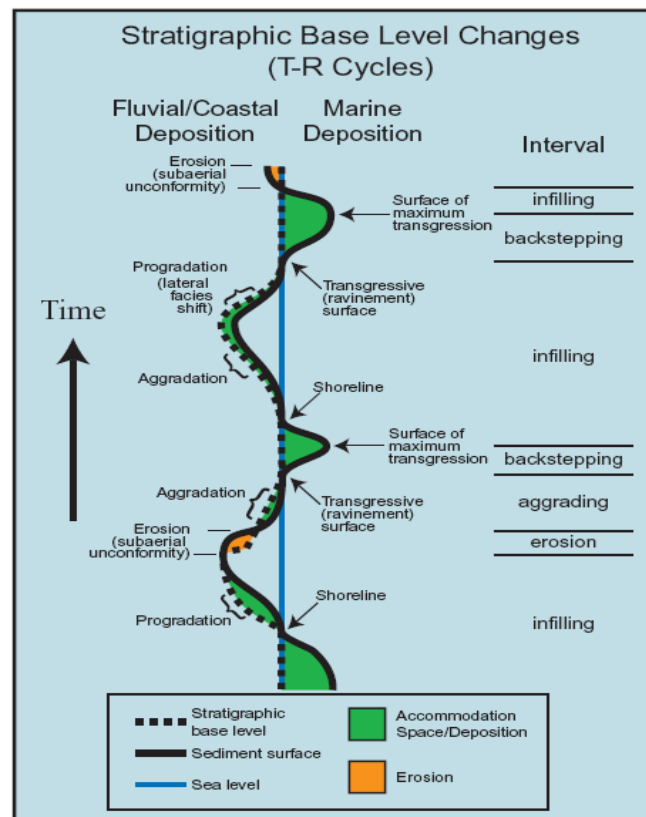 Stratigraphic Base Level Changes
(T-R Cycles)
Fluvial/Coastal
Deposition
Marine
Deposition
Interval
Erosion
(subaerial
unconformity)
Surface of
maximum
transgression
infilling
backstepping
Progradation
(lateral
facies
shift)
Transgressive
(ravinement)
surface
Time
infilling
Aggradation
Shoreline
Surface of
maximum
transgression
backstepping
Aggradation
Transgressive
(ravinement)
surface
aggrading
Erosion
(subaerial
unconformity)
erosion
Shoreline
Progradation
infilling
Stratigraphic
base level
Sediment surface
Sea level
Accommodation
Space/Deposition
Erosion